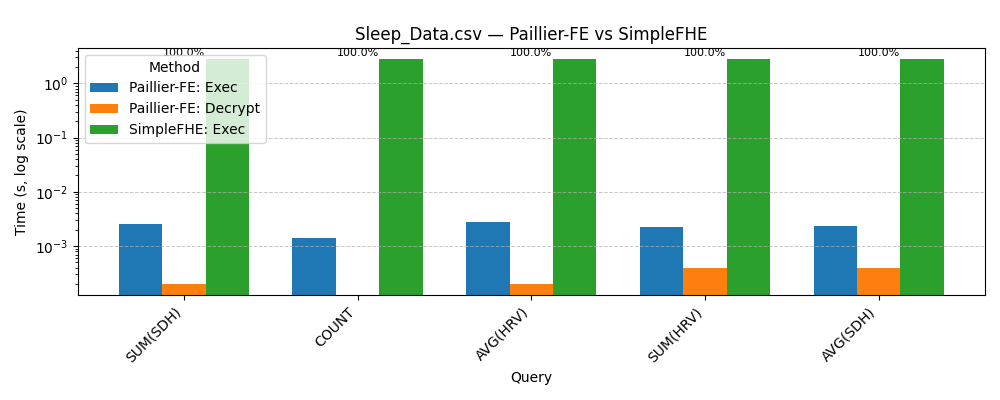 Sleep_Data.csv — Paillier-FE vs SimpleFHE
100.0% 100.0% 100.0% 100.0% 100.0%
Method
Paillier-FE: Exec
Paillier-FE: Decrypt
SimpleFHE: Exec
Time (s, log scale)
10⁰
10⁻¹
10⁻²
10⁻³
SUM(SDH) COUNT AVG(HRV) SUM(HRV) AVG(SDH)
Query